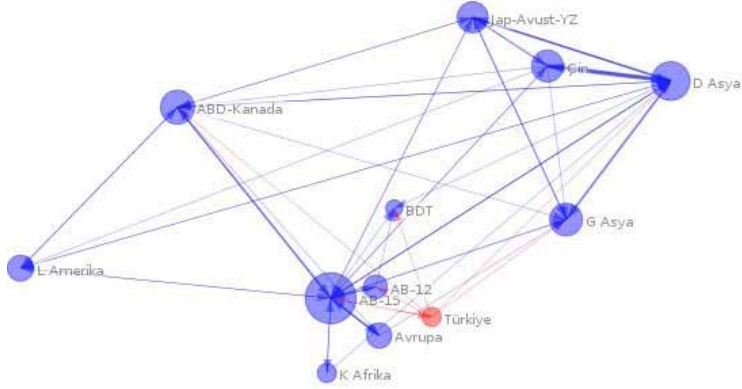 Jap-Avust-YZ
Çin
D Asya
ABD-Kanada
BDT
G Asya
L Amerika
AB-12
AB-15
Türkiye
Avrupa
K Afrika